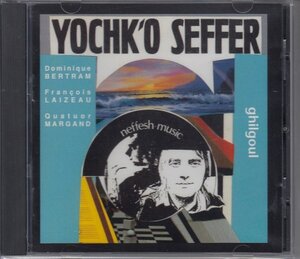 YOCHK'O SEFFER
Dominique
BERTRAM
François
LAIZEAU
Quatuor
MARGAND
ghilgoul
neffesh music